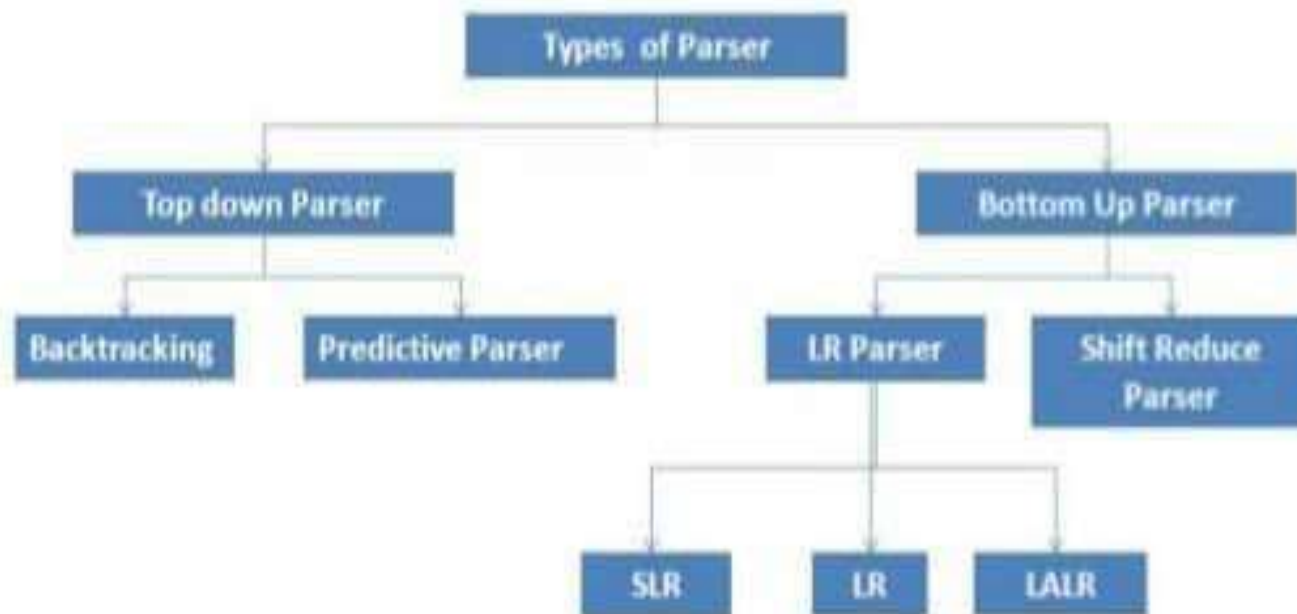 Types of Parser
Top down Parser
Bottom Up Parser
Backtracking
Predictive Parser
LR Parser
Shift Reduce
Parser
SLR
LR
LALR